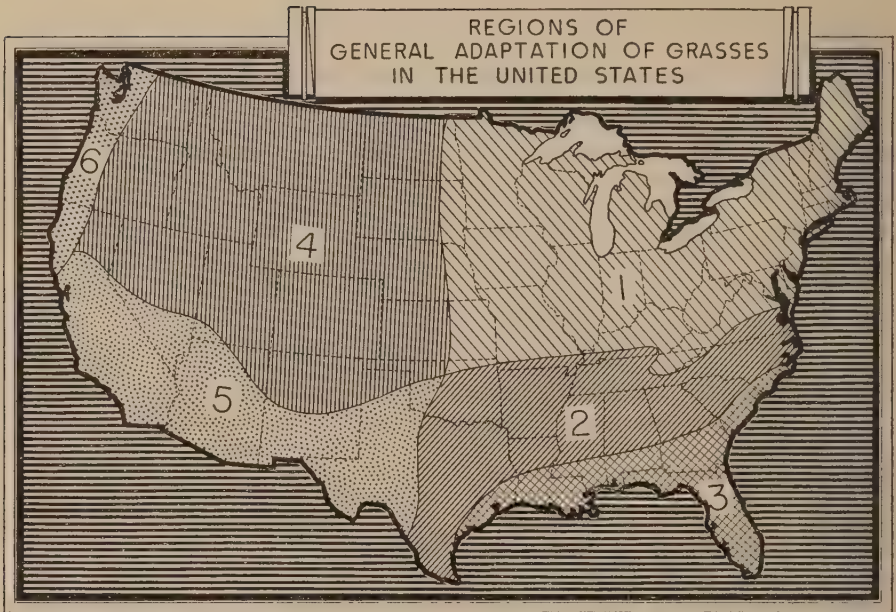 REGIONS OF
GENERAL ADAPTATION OF GRASSES
IN THE UNITED STATES
6
4
1
5
2
3